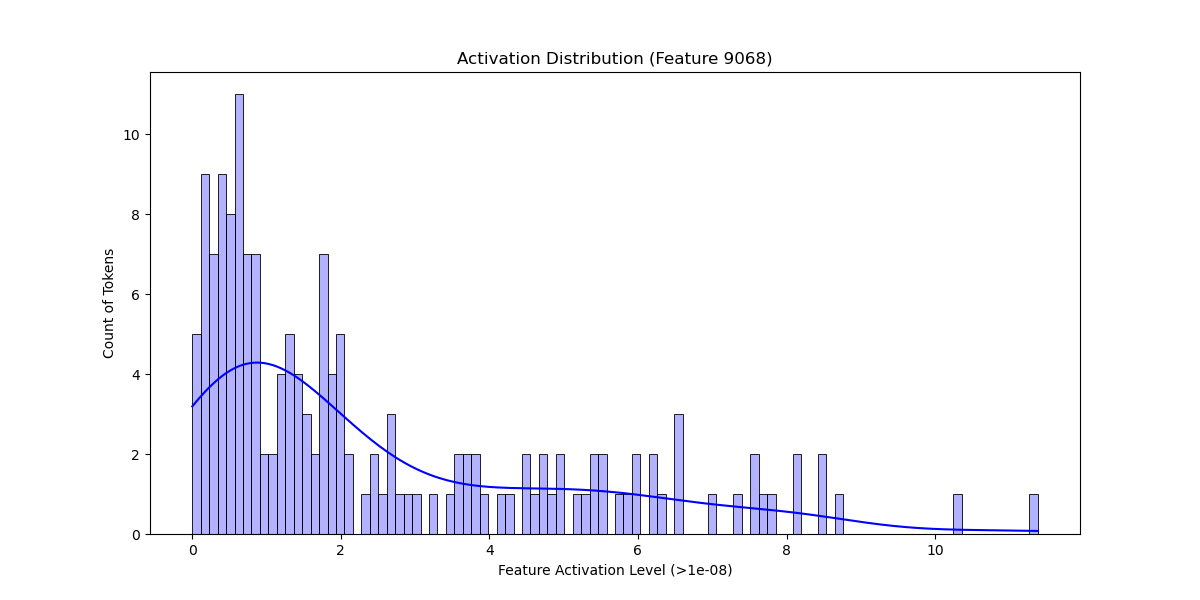 Activation Distribution (Feature 9068)
Count of Tokens
10
8
6
4
2
0
0 2 4 6 8 10
Feature Activation Level (>1e-08)